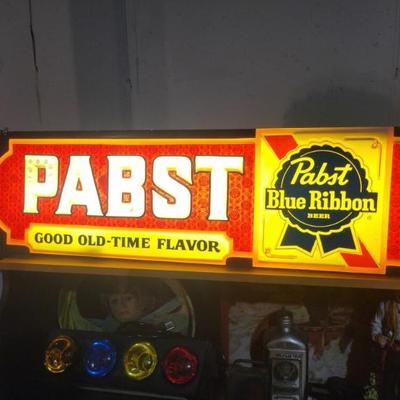 PABST
GOOD OLD-TIME FLAVOR
Pabst
Blue Ribbon
BEER